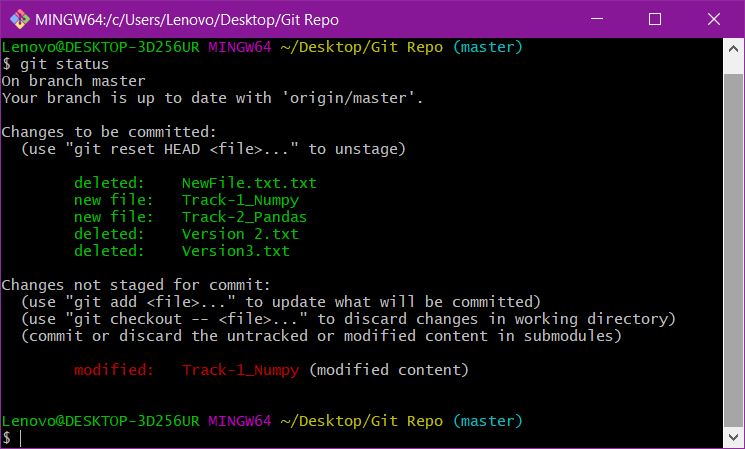 MINGW64:/c/Users/Lenovo/Desktop/Git Repo
Lenovo@DESKTOP-3D256UR MINGW64 ~/Desktop/Git Repo (master)
$ git status
On branch master
Your branch is up to date with 'origin/master'.
Changes to be committed:
(use "git reset HEAD <file>..." to unstage)
deleted: NewFile.txt.txt
new file: Track-1_Numpy
new file: Track-2_Pandas
deleted: Version 2.txt
deleted: Version3.txt
Changes not staged for commit:
(use "git add <file>..." to update what will be committed)
(use "git checkout -- <file>..." to discard changes in working directory)
(commit or discard the untracked or modified content in submodules)
modified: Track-1_Numpy (modified content)
Lenovo@DESKTOP-3D256UR MINGW64 ~/Desktop/Git Repo (master)
$